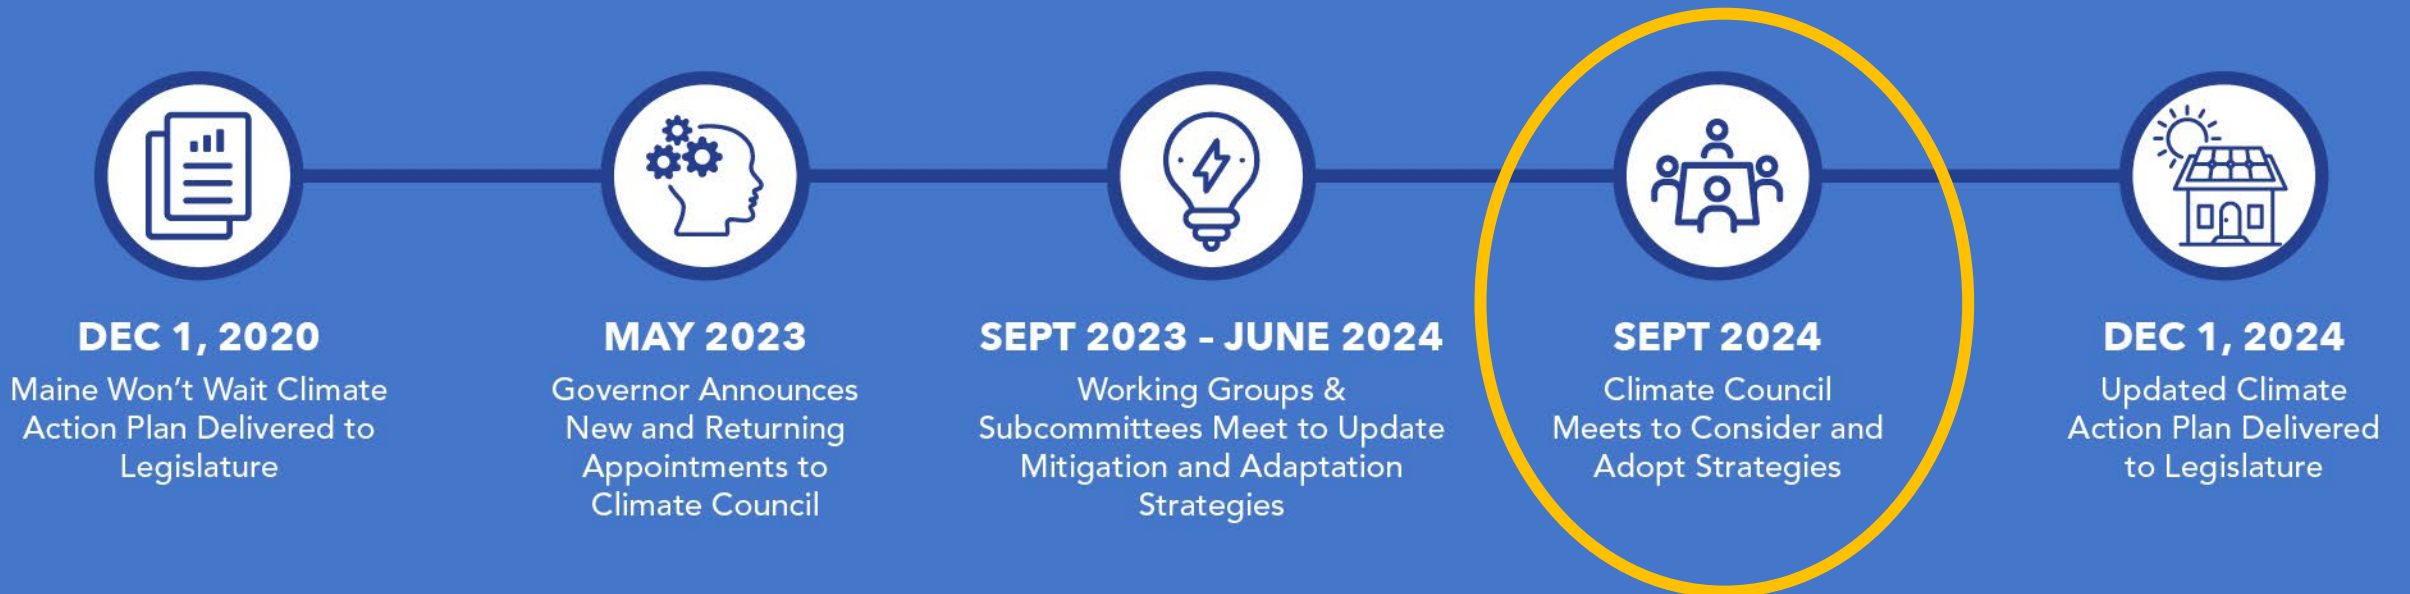 DEC 1, 2020
Maine Won't Wait Climate
Action Plan Delivered to
Legislature
MAY 2023
Governor Announces
New and Returning
Appointments to
Climate Council
SEPT 2023 – JUNE 2024
Working Groups &
Subcommittees Meet to Update
Mitigation and Adaptation
Strategies
SEPT 2024
Climate Council
Meets to Consider and
Adopt Strategies
DEC 1, 2024
Updated Climate
Action Plan Delivered
to Legislature